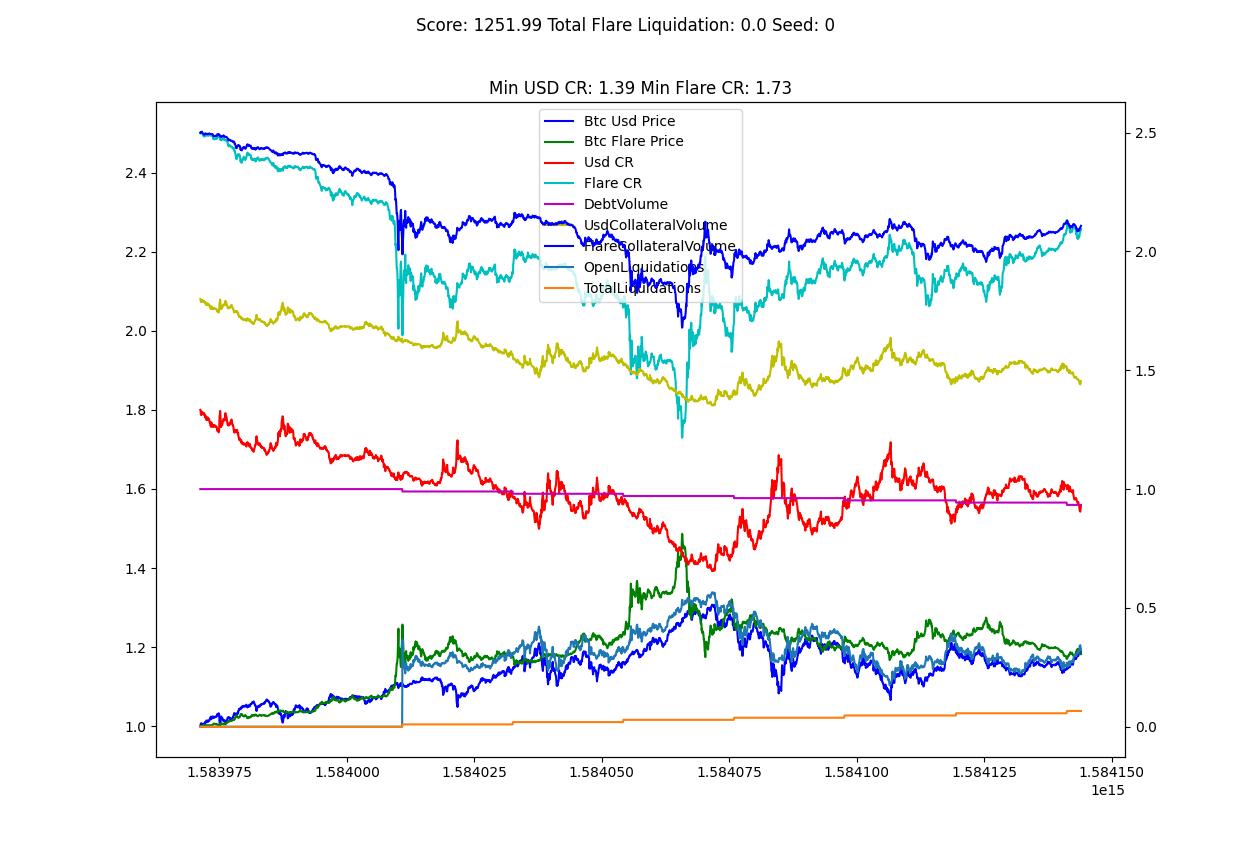 Score: 1251.99 Total Flare Liquidation: 0.0 Seed: 0
Min USD CR: 1.39 Min Flare CR: 1.73
Btc Usd Price
Btc Flare Price
Usd CR
Flare CR
DebtVolume
UsdCollateralVolume
FlareCollateralVolume
OpenLiquidations
TotalLiquidations
2.4
2.2
2.0
1.8
1.6
1.4
1.2
1.0
2.5
2.0
1.5
1.0
0.5
0.0
1.583975 1.584000 1.584025 1.584050 1.584075 1.584100 1.584125 1.584150
1e15